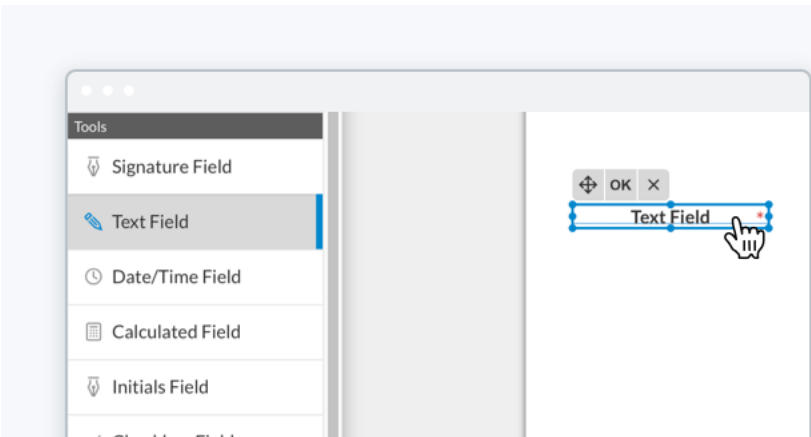 Tools
Signature Field
Text Field
Date/Time Field
Calculated Field
Initials Field
OK
Text Field *